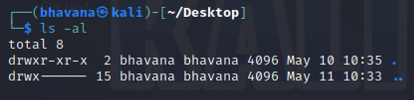 ┌──(bhavana㉿kali)-[~/Desktop]
└─$ ls -al
total 8
drwxr-xr-x  2 bhavana bhavana 4096 May 10 10:35 .
drwx------ 15 bhavana bhavana 4096 May 11 10:33 ..